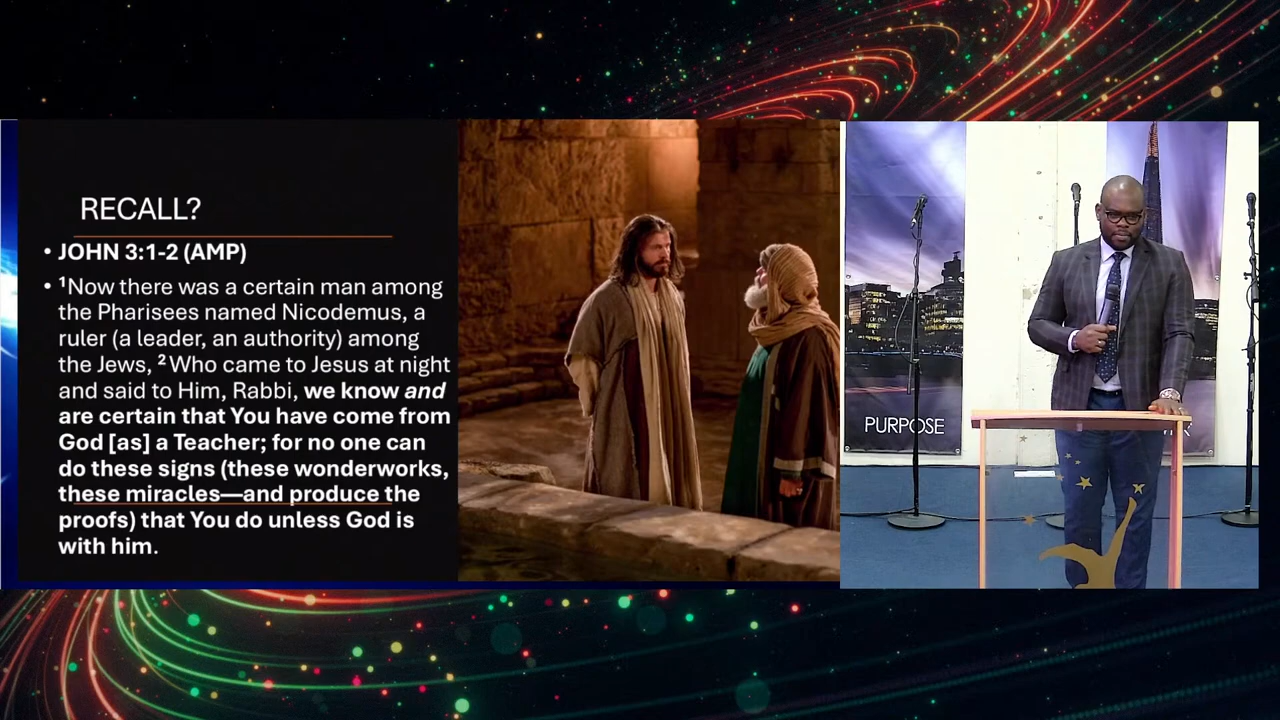 RECALL?
• JOHN 3:1-2 (AMP)
• ¹Now there was a certain man among
the Pharisees named Nicodemus, a
ruler (a leader, an authority) among
the Jews, ²Who came to Jesus at night
and said to Him, Rabbi, we know and
are certain that You have come from
God [as] a Teacher; for no one can
do these signs (these wonderworks,
these miracles—and produce the
proofs) that You do unless God is
with him.
PURPOSE